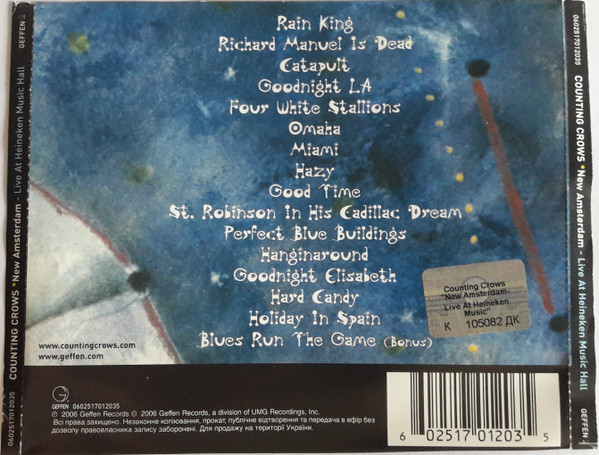 Rain King
Richard Manuel Is Dead
Catapult
Goodnight LA
Four White Stallions
Omaha
Miami
Hazy
Good Time
St. Robinson In His Cadillac Dream
Perfect Blue Buildings
Hanginaround
Goodnight Elisabeth
Hard Candy
Holiday In Spain
Blues Run The Game (Bonus)
Counting Crows
"New Amsterdam-
Live At Heineken
Music"
К 105082 ДК
www.countingcrows.com
www.geffen.com
G
GEFFEN 0602517012035
℗ 2006 Geffen Records © 2006 Geffen Records, a division of UMG Recordings, Inc.
Всі права захищені. Незаконне копіювання, прокат, публічне відтворення та передача в ефір без
дозволу правовласника запису заборонені. Для продажу на території України.
6 02517 01203 5
0602517012035 COUNTING CROWS *New Amsterdam - Live At Heineken Music Hall GEFFEN
0602517012035 COUNTING CROWS *New Amsterdam - Live At Heineken Music Hall GEFFEN